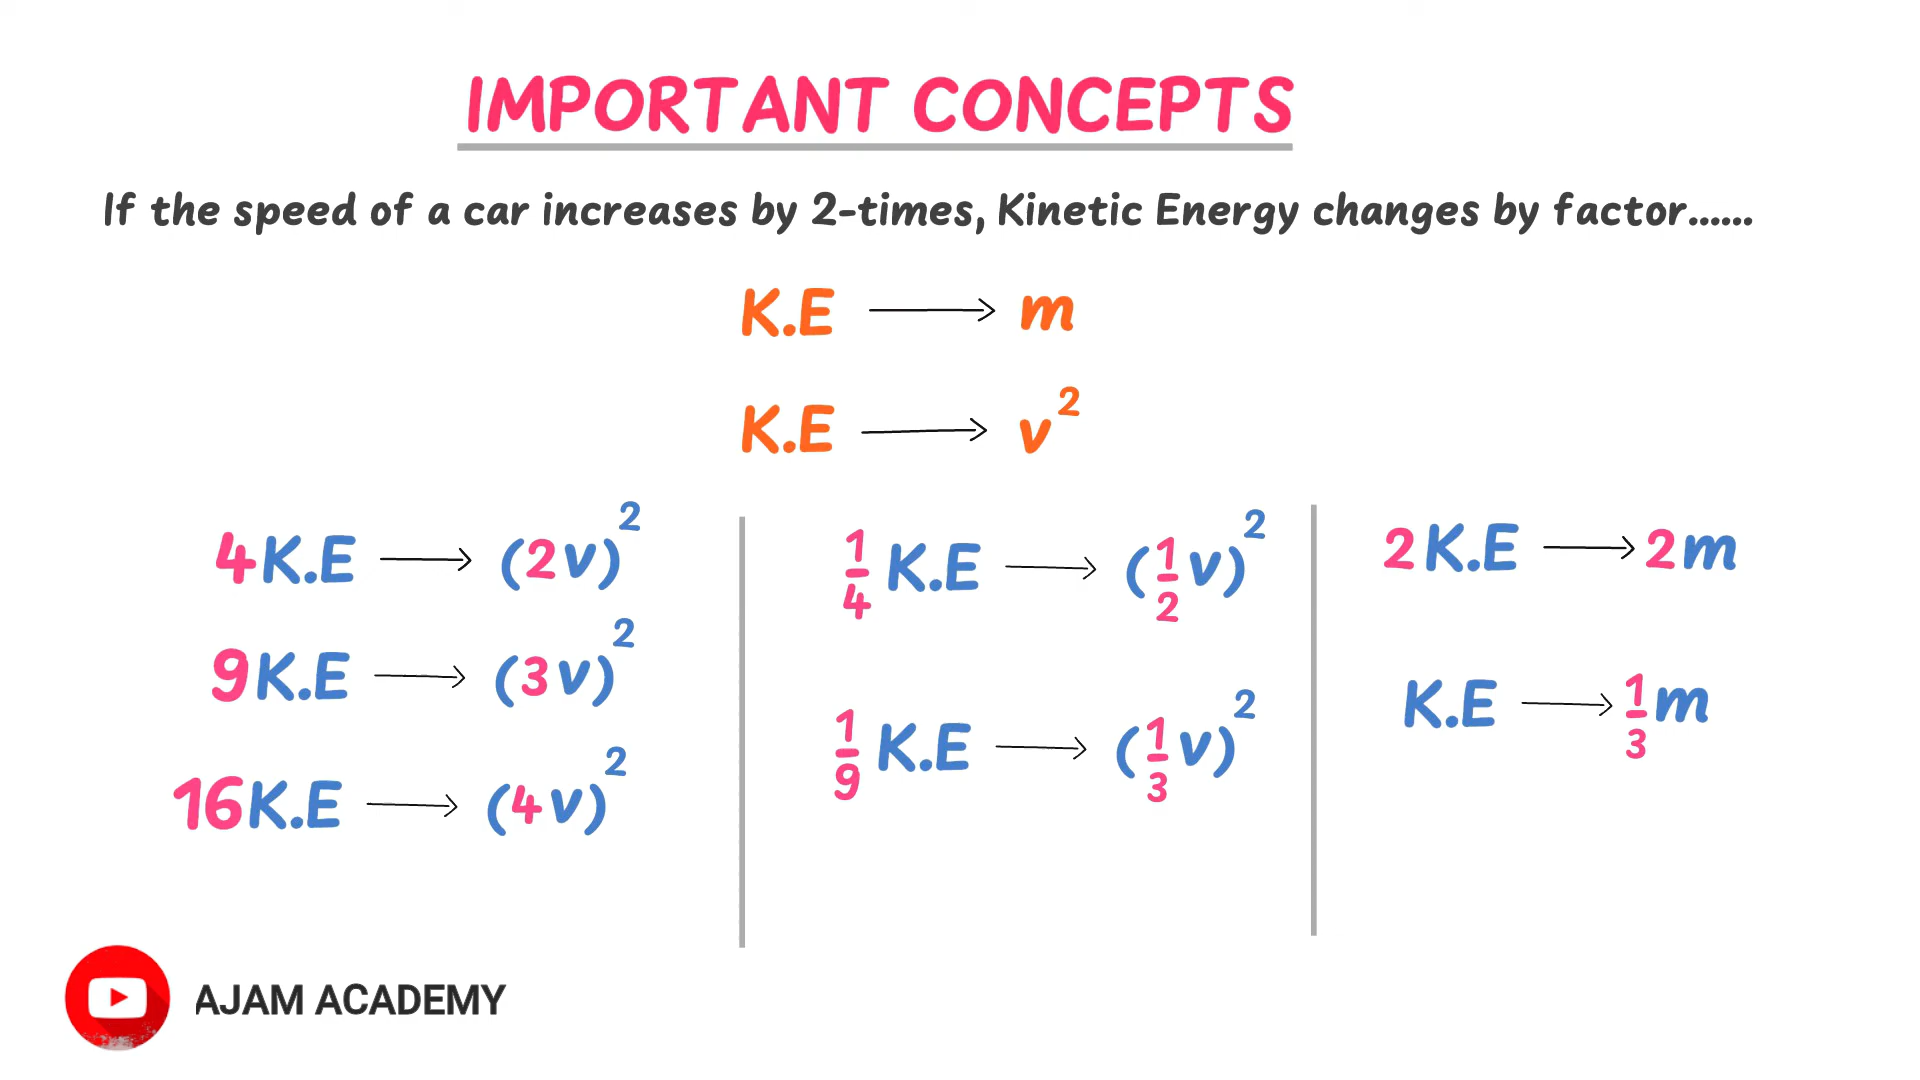 IMPORTANT CONCEPTS
If the speed of a car increases by 2-times, Kinetic Energy changes by factor......
K.E → m
K.E → v²
4K.E → (2v)²
9K.E → (3v)²
16K.E → (4v)²
1/4 K.E → (1/2 v)²
1/9 K.E → (1/3 v)²
2K.E → 2m
K.E → 1/3 m
AJAM ACADEMY